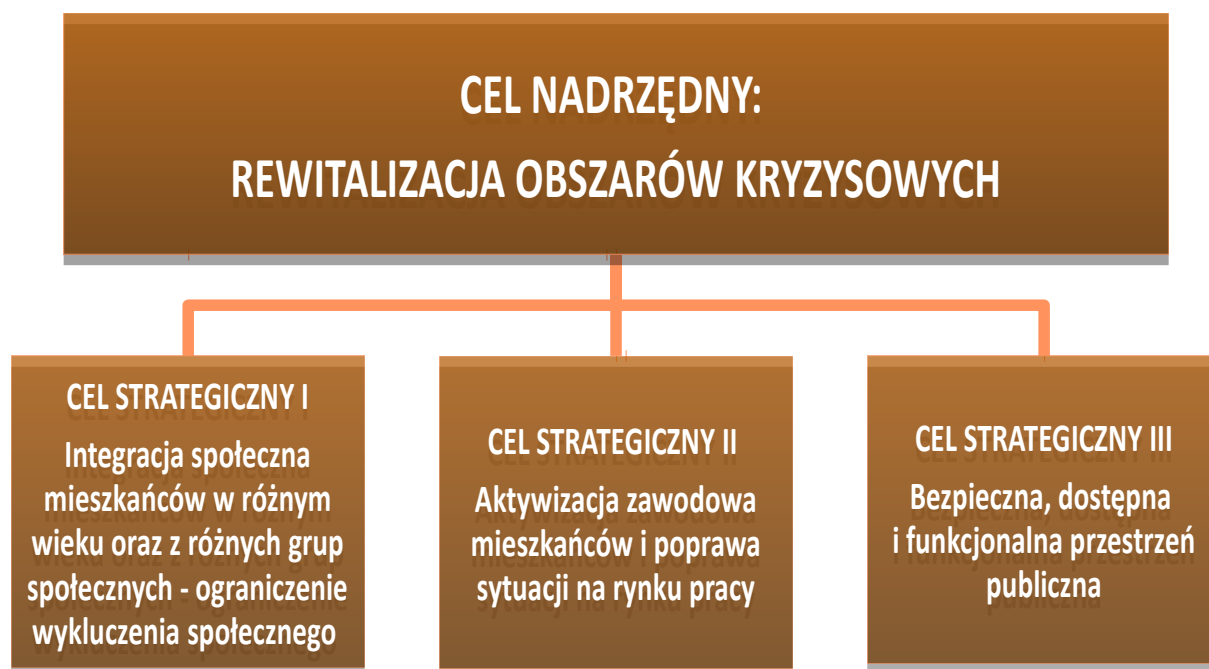 CEL NADRZĘDNY:
REWITALIZACJA OBSZARÓW KRYZYSOWYCH
CEL STRATEGICZNY I
Integracja społeczna
mieszkańców w różnym
wieku oraz z różnych grup
społecznych - ograniczenie
wykluczenia społecznego
CEL STRATEGICZNY II
Aktywizacja zawodowa
mieszkańców i poprawa
sytuacji na rynku pracy
CEL STRATEGICZNY III
Bezpieczna, dostępna
i funkcjonalna przestrzeń
publiczna